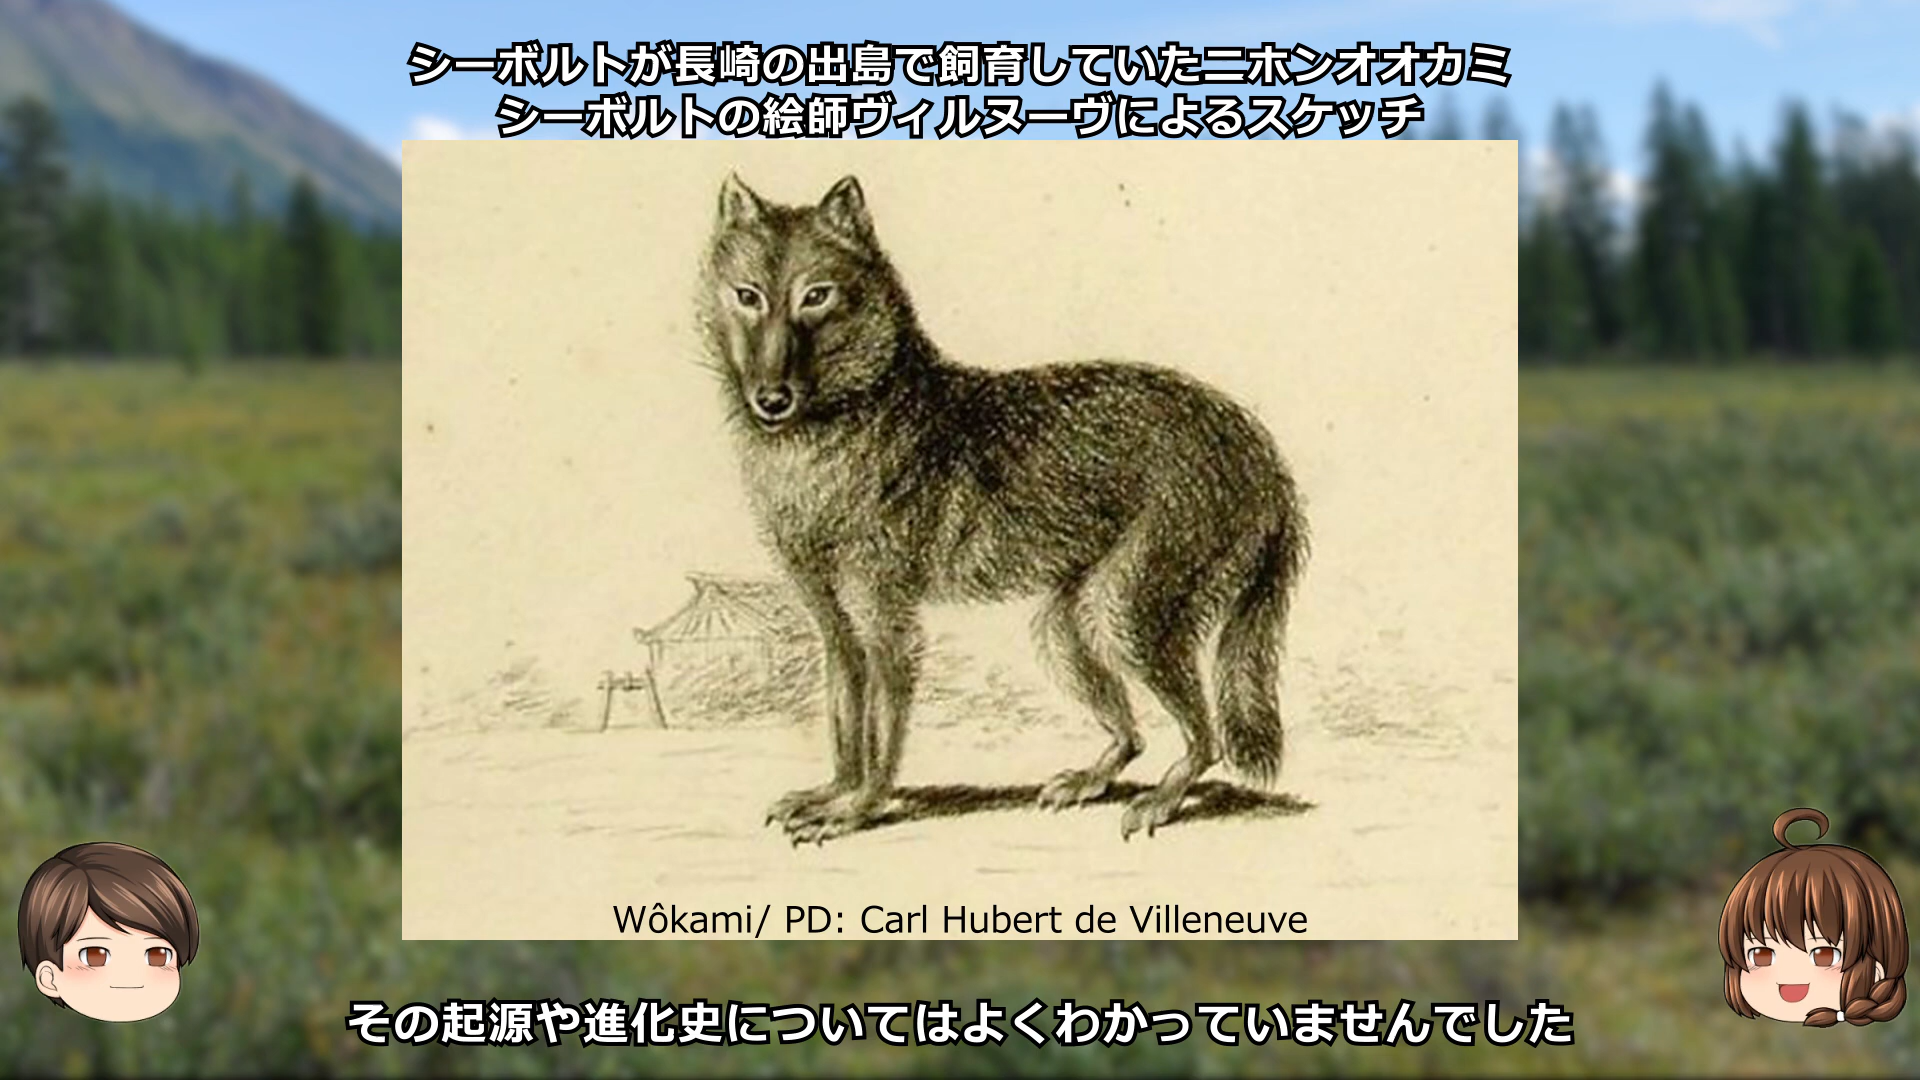 シーボルトが長崎の出島で飼育していたニホンオオカミ
シーボルトの絵師ヴィルヌーヴによるスケッチ
Wôkami/ PD: Carl Hubert de Villeneuve
その起源や進化史についてはよくわかっていませんでした